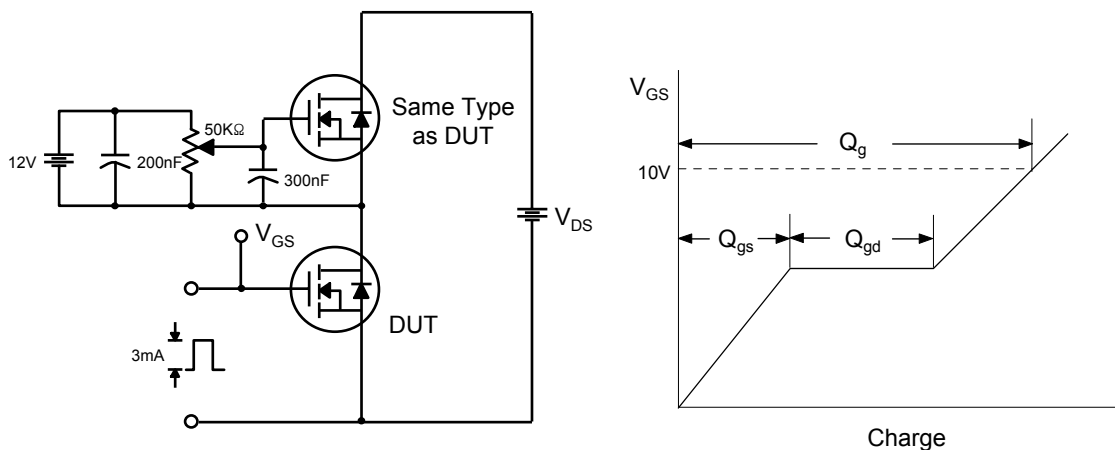 12V
200nF
50KΩ
300nF
Same Type
as DUT
V_DS
V_GS
DUT
3mA
V_GS
10V
Q_g
Q_gs
Q_gd
Charge